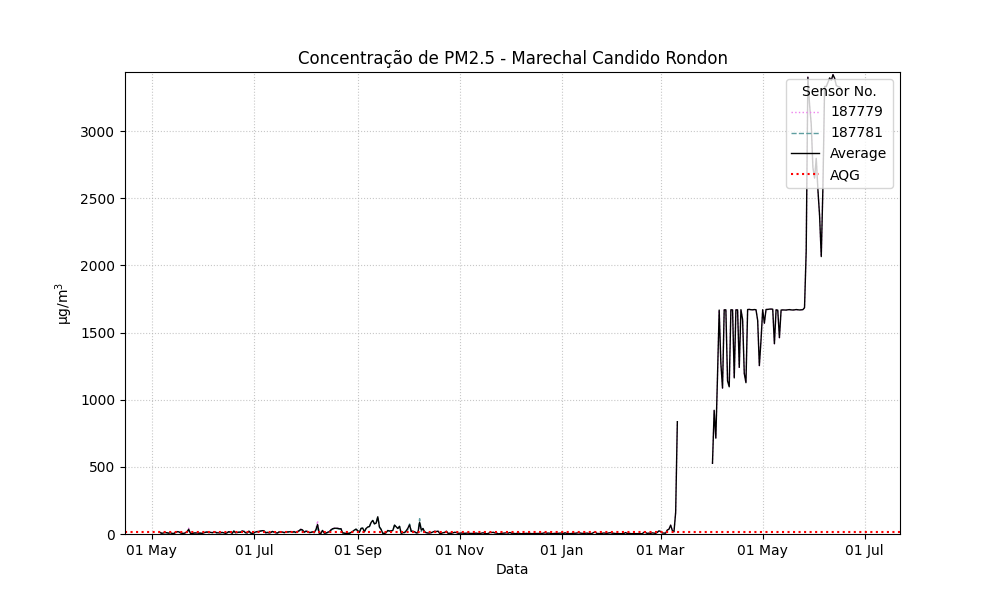 Concentração de PM2.5 - Marechal Candido Rondon
Sensor No.
187779
187781
Average
AQG
3000
2500
2000
1500
1000
500
0
µg/m³
01 May
01 Jul
01 Sep
01 Nov
01 Jan
01 Mar
01 May
01 Jul
Data